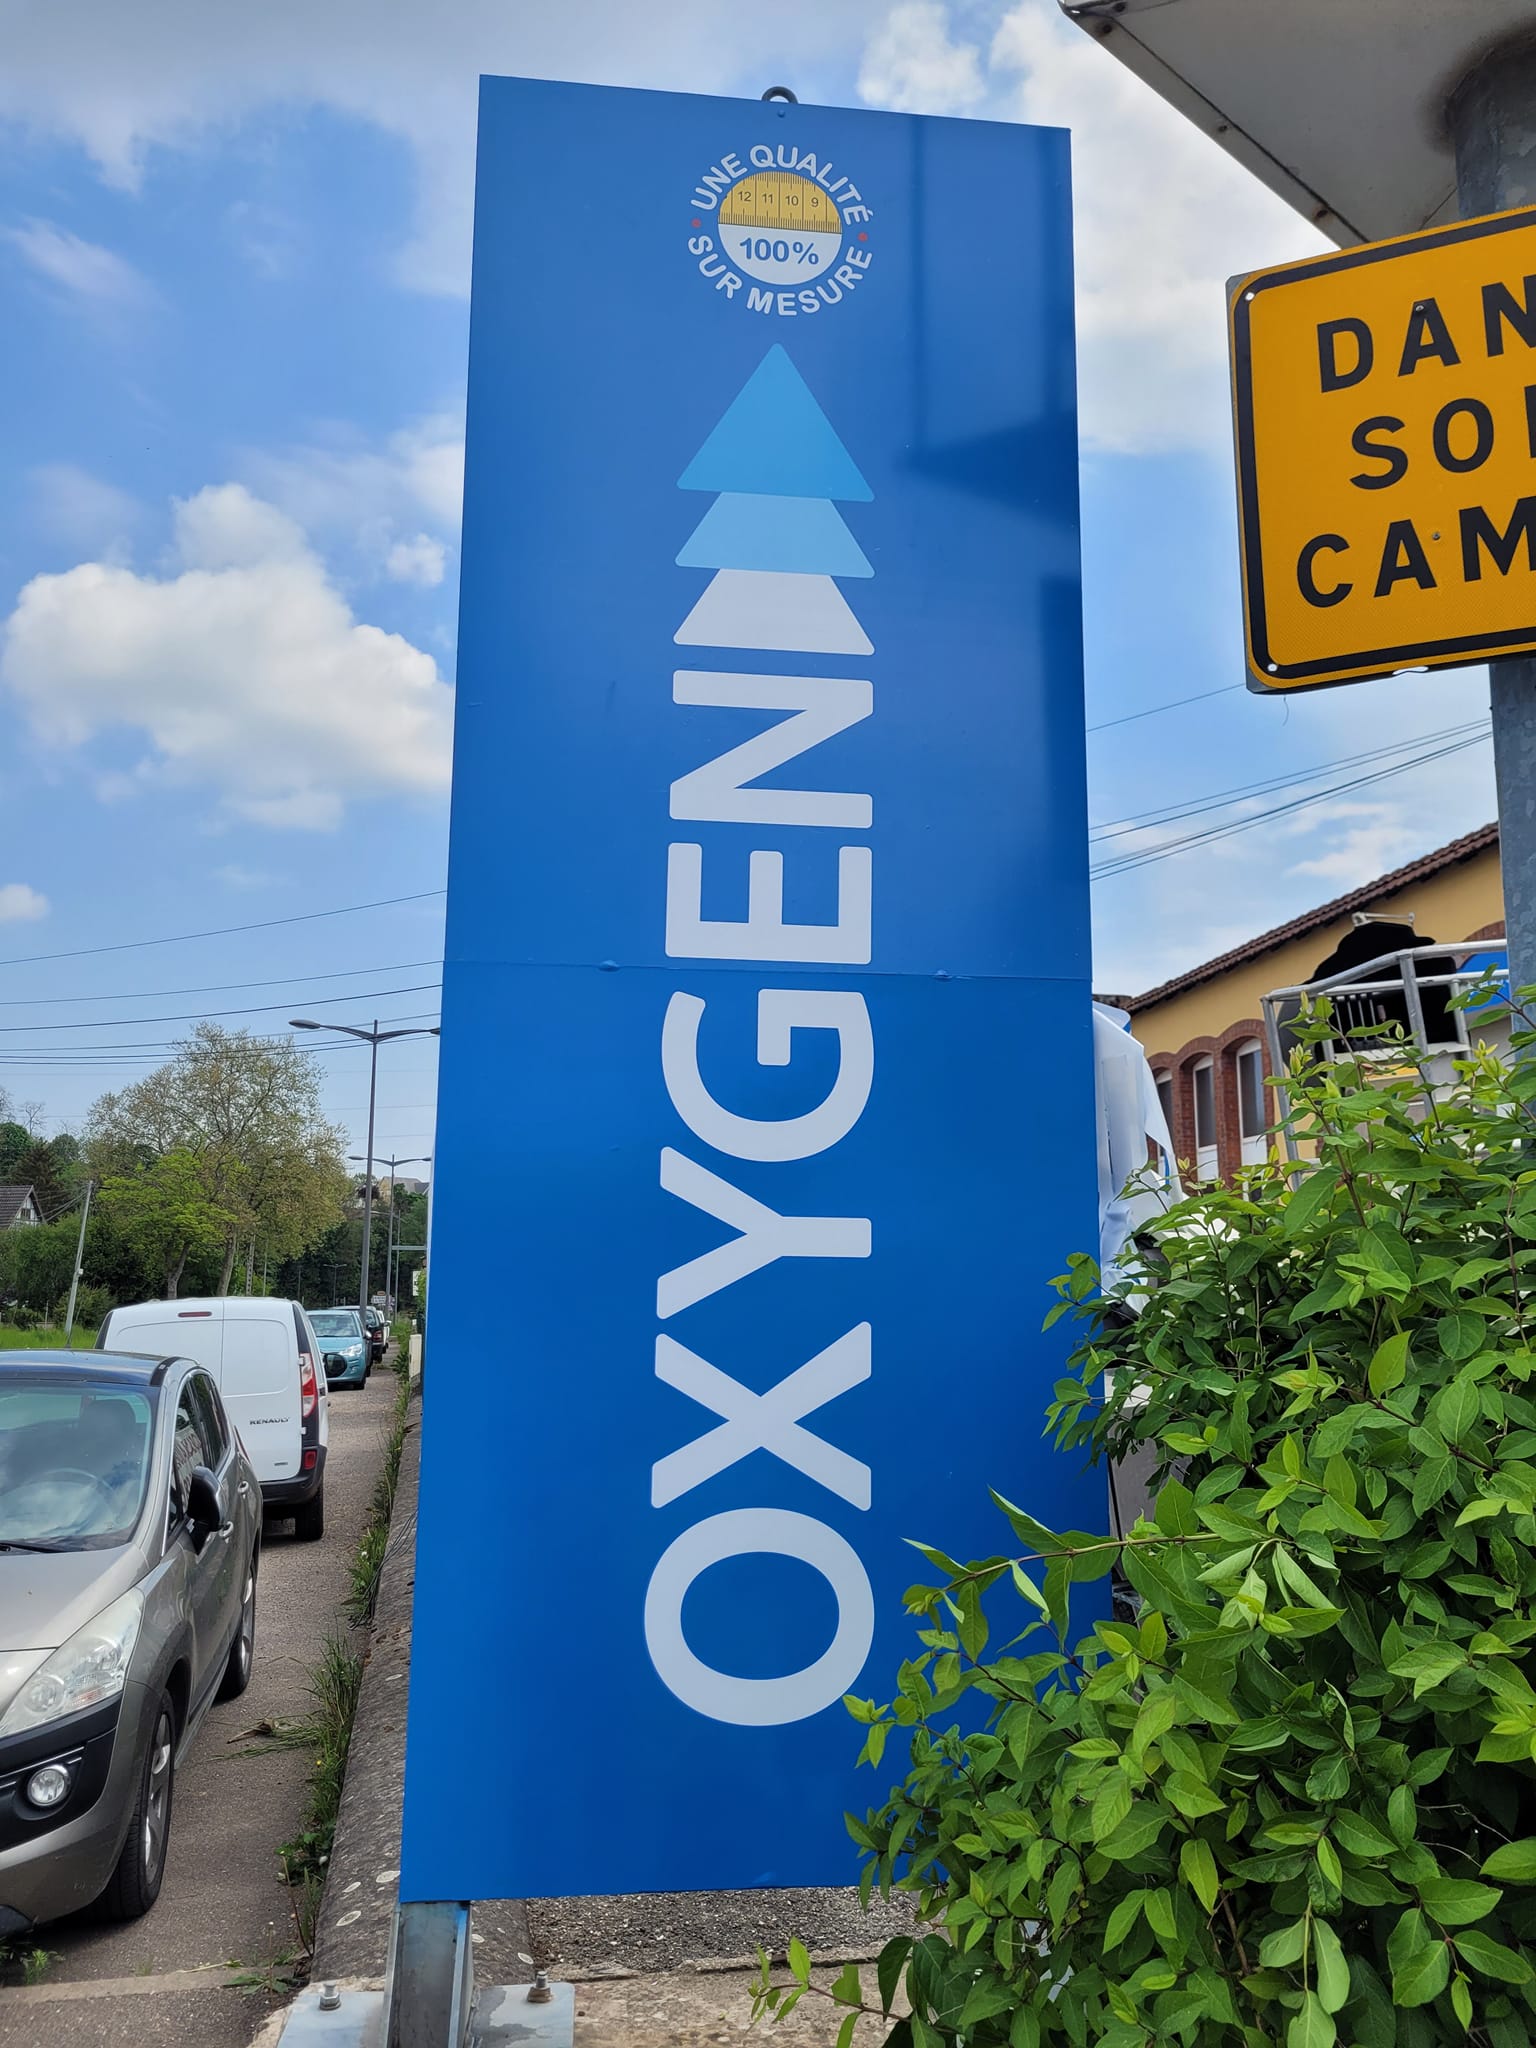 UNE QUALITÉ
12 11 10 9
100%
SUR MESURE
OXYGEN
DAN
SO
CAM
RENAULT